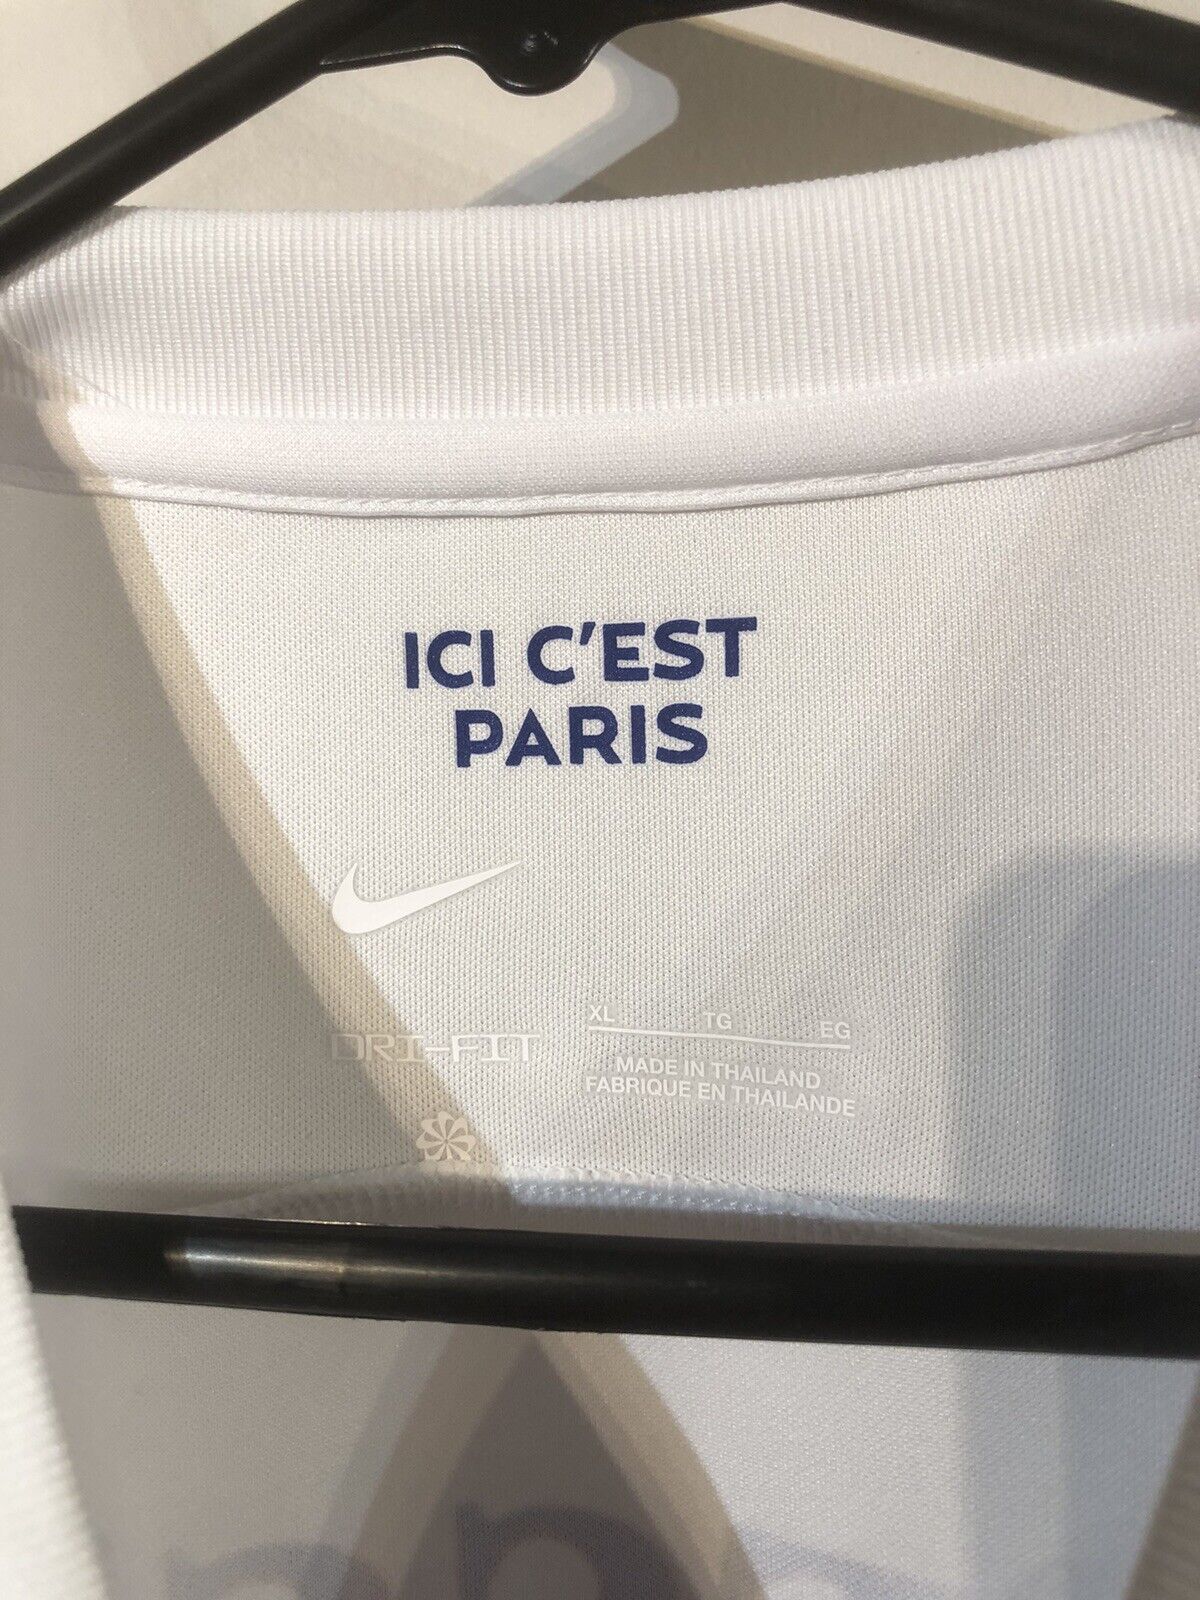 ICI C'EST
PARIS
DRI-FIT
XL TG EG
MADE IN THAILAND
FABRIQUE EN THAILANDE